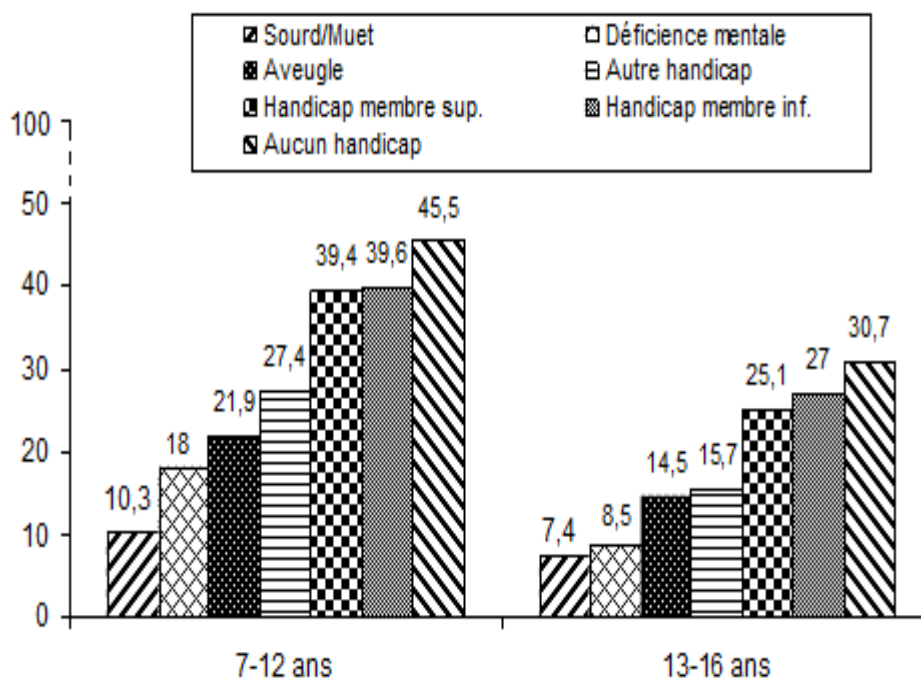 Sourd/Muet Déficience mentale
Aveugle Autre handicap
Handicap membre sup. Handicap membre inf.
Aucun handicap
100
50
40
30
20
10
0
10,3 18 21,9 27,4 39,4 39,6 45,5
7,4 8,5 14,5 15,7 25,1 27 30,7
7-12 ans 13-16 ans